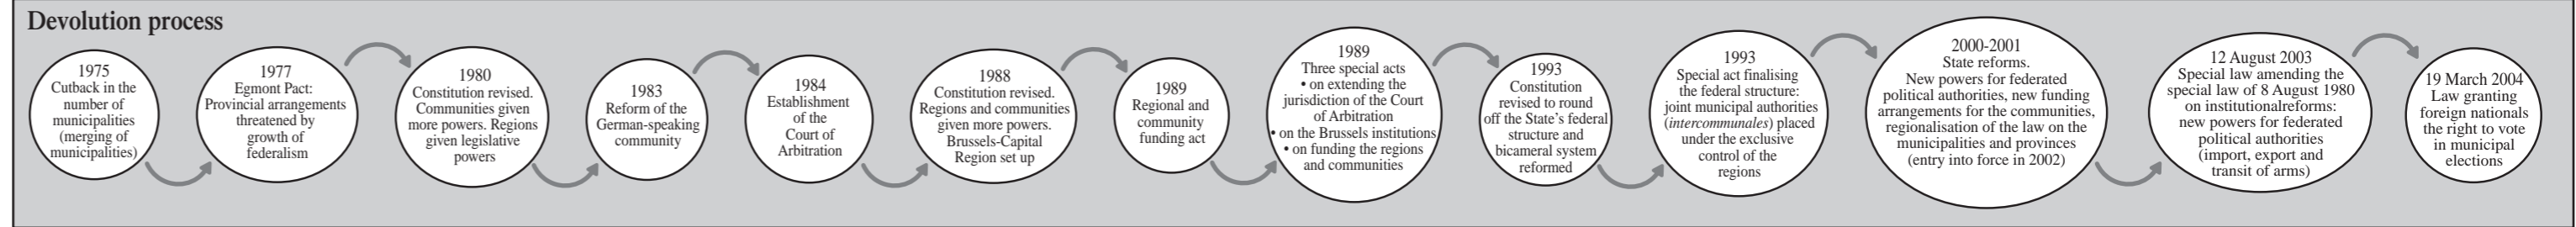 Devolution process
1975
Cutback in the
number of
municipalities
(merging of
municipalities)
1977
Egmont Pact:
Provincial arrangements
threatened by
growth of
federalism
1980
Constitution revised.
Communities given
more powers. Regions
given legislative
powers
1983
Reform of the
German-speaking
community
1984
Establishment
of the
Court of
Arbitration
1988
Constitution revised.
Regions and communities
given more powers.
Brussels-Capital
Region set up
1989
Regional and
community
funding act
1989
Three special acts
• on extending the
jurisdiction of the Court
of Arbitration
• on the Brussels institutions
• on funding the regions
and communities
1993
Constitution
revised to round
off the State's federal
structure and
bicameral system
reformed
1993
Special act finalising
the federal structure:
joint municipal authorities
(intercommunales) placed
under the exclusive
control of the
regions
2000-2001
State reforms.
New powers for federated
political authorities, new funding
arrangements for the communities,
regionalisation of the law on the
municipalities and provinces
(entry into force in 2002)
12 August 2003
Special law amending the
special law of 8 August 1980
on institutionalreforms:
new powers for federated
political authorities
(import, export and
transit of arms)
19 March 2004
Law granting
foreign nationals
the right to vote
in municipal
elections